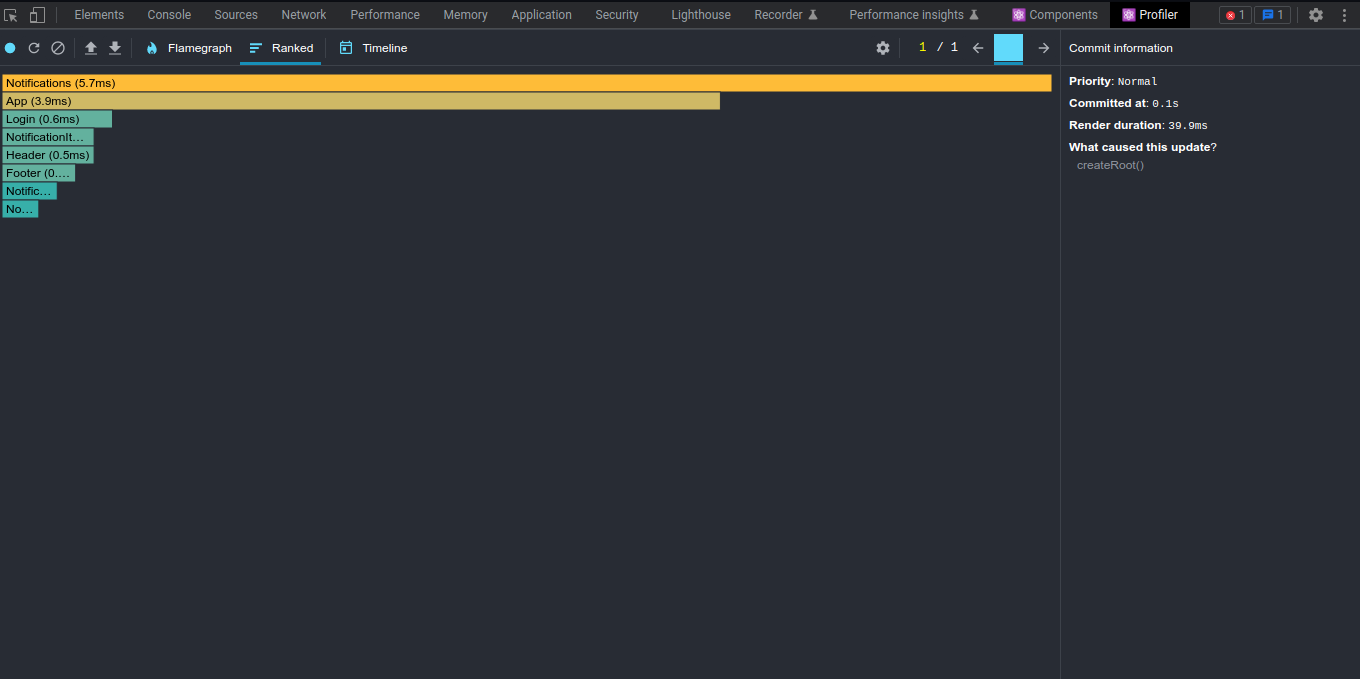 Elements Console Sources Network Performance Memory Application Security Lighthouse Recorder Performance insights Components Profiler 1 1
Flamegraph Ranked Timeline 1 / 1 Commit information
Notifications (5.7ms)
App (3.9ms)
Login (0.6ms)
NotificationIt…
Header (0.5ms)
Footer (0.…
Notific…
No…
Priority: Normal
Committed at: 0.1s
Render duration: 39.9ms
What caused this update?
createRoot()